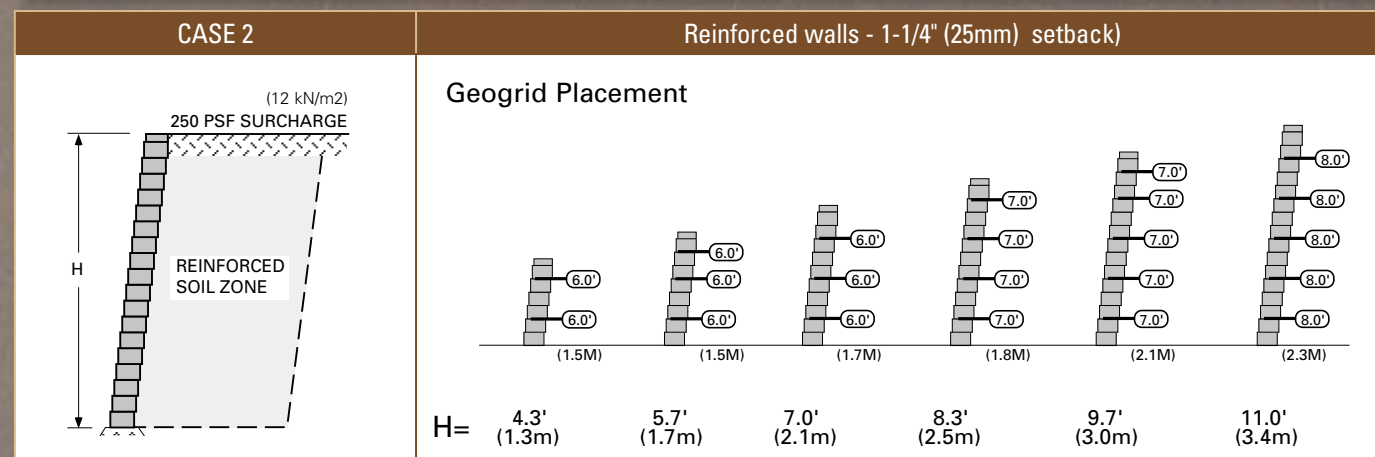 CASE 2
Reinforced walls - 1-1/4" (25mm) setback)
(12 kN/m2)
250 PSF SURCHARGE
H
REINFORCED
SOIL ZONE
Geogrid Placement
6.0'
6.0'
(1.5M)
6.0'
6.0'
6.0'
(1.5M)
6.0'
6.0'
6.0'
(1.7M)
7.0'
7.0'
7.0'
7.0'
(1.8M)
7.0'
7.0'
7.0'
7.0'
7.0'
(2.1M)
8.0'
8.0'
8.0'
8.0'
8.0'
(2.3M)
H= 4.3' 5.7' 7.0' 8.3' 9.7' 11.0'
(1.3m) (1.7m) (2.1m) (2.5m) (3.0m) (3.4m)